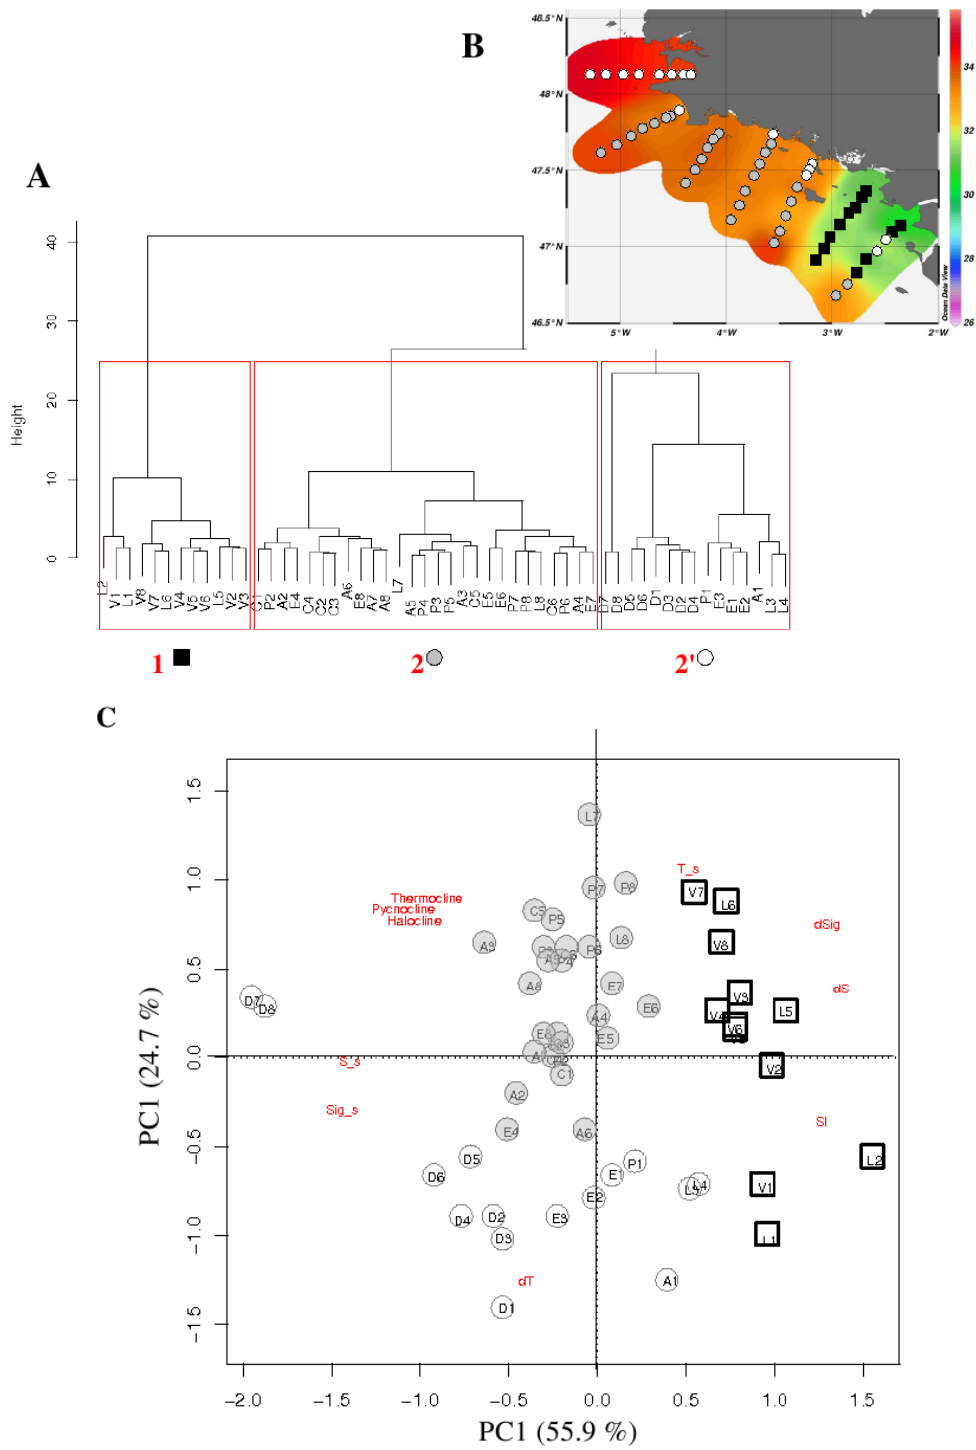 B
46.5°N
48°N
47.5°N
47°N
46.5°N
5°W
4°W
3°W
2°W
34
32
30
28
26
Ocean Data View
A
Height
40
30
20
10
0
L2 V1 L1 V8 V7 L6 V4 V5 V6 L5 V2 V3
C1 P2 A2 E4 C4 C2 C3 A6 E8 A7 A8 L7 A5 P4 P3 P5 A3 C5 E5 E6 P7 P8 L8 C6 P6 A4 E7
D7 D8 D5 D6 D1 D3 D2 D4 P1 E3 E1 E2 A1 L3 L4
1
2
2'
C
PC1 (24.7 %)
1.5
1.0
0.5
0.0
−0.5
−1.0
−1.5
L7
T_s
P7 P8
V7 L6
Thermocline
Pycnocline
Halocline
C5 P5
dSig
A3
L8
V8
P6
A8
E7
dS
D7 D8
E6
V3
V4
L5
A4
V6
E5
S_s
C1
V2
A2
Sig_s
SI
E4
A6
D5
L2
D6
E1 P1
L3 L4
V1
E2
D4 D2 E3
D3
L1
dT
A1
D1
−2.0 −1.5 −1.0 −0.5 0.0 0.5 1.0 1.5
PC1 (55.9 %)